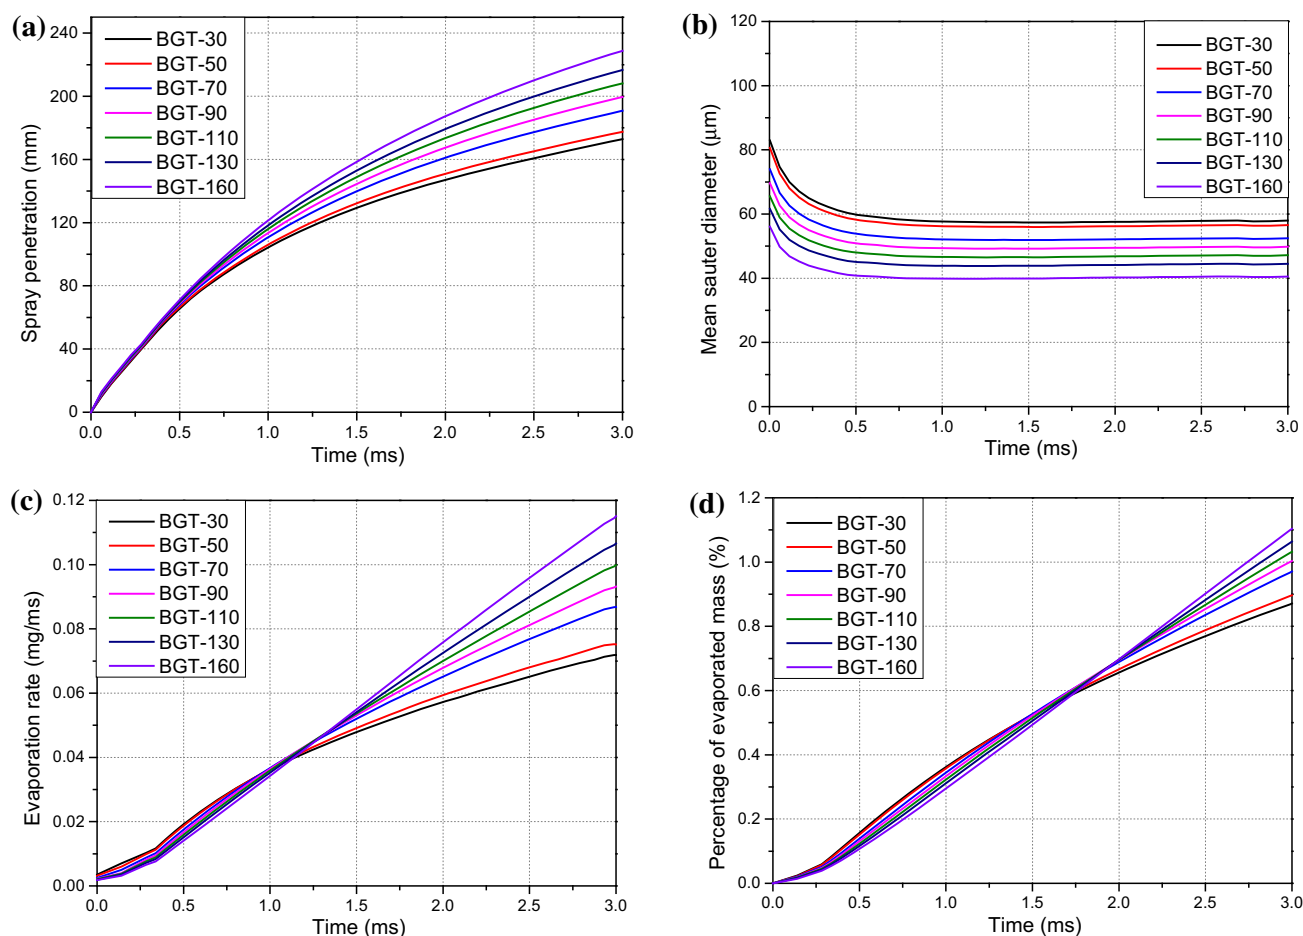 (a)
240
200
160
120
80
40
0
Spray penetration (mm)
BGT-30
BGT-50
BGT-70
BGT-90
BGT-110
BGT-130
BGT-160
0.0 0.5 1.0 1.5 2.0 2.5 3.0
Time (ms)
(b)
120
100
80
60
40
20
0
Mean sauter diameter (μm)
BGT-30
BGT-50
BGT-70
BGT-90
BGT-110
BGT-130
BGT-160
0.0 0.5 1.0 1.5 2.0 2.5 3.0
Time (ms)
(c)
0.12
0.10
0.08
0.06
0.04
0.02
0.00
Evaporation rate (mg/ms)
BGT-30
BGT-50
BGT-70
BGT-90
BGT-110
BGT-130
BGT-160
0.0 0.5 1.0 1.5 2.0 2.5 3.0
Time (ms)
(d)
1.2
1.0
0.8
0.6
0.4
0.2
0.0
Percentage of evaporated mass (%)
BGT-30
BGT-50
BGT-70
BGT-90
BGT-110
BGT-130
BGT-160
0.0 0.5 1.0 1.5 2.0 2.5 3.0
Time (ms)